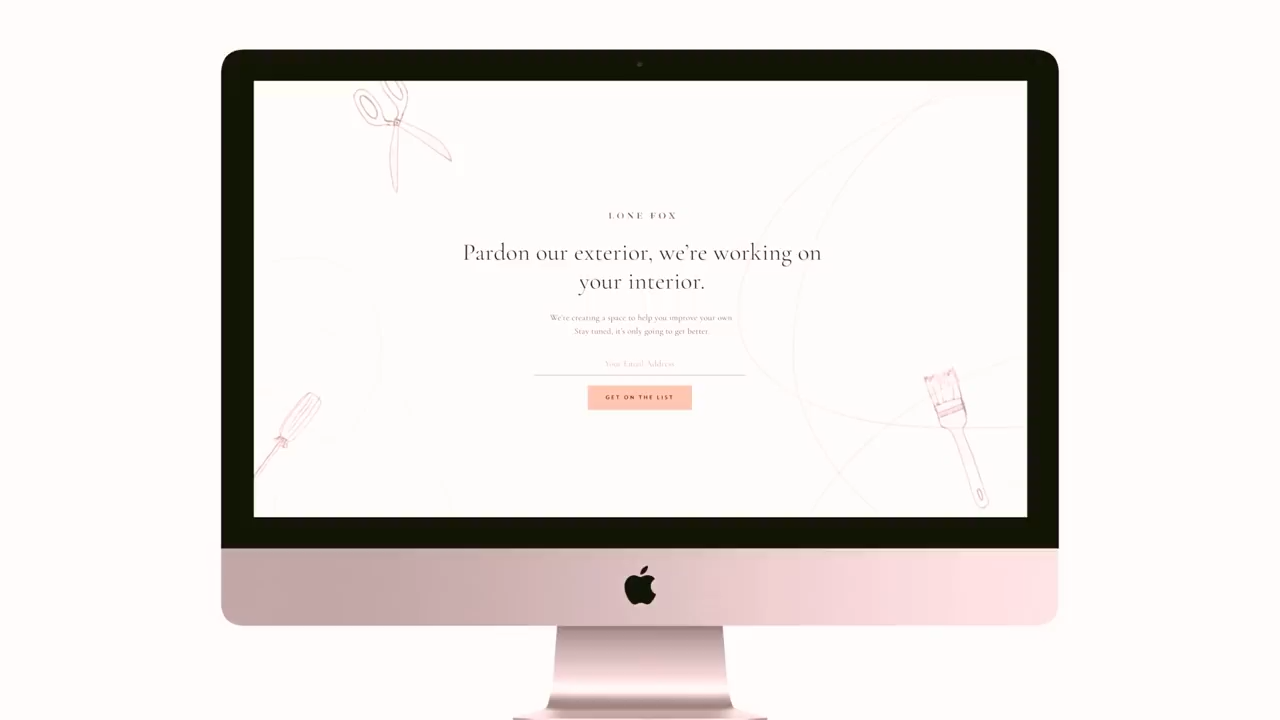 LONE FOX
Pardon our exterior, we're working on
your interior.
We're creating a space to help you improve your own
Stay tuned, it's only going to get better.
Your Email Address
GET ON THE LIST